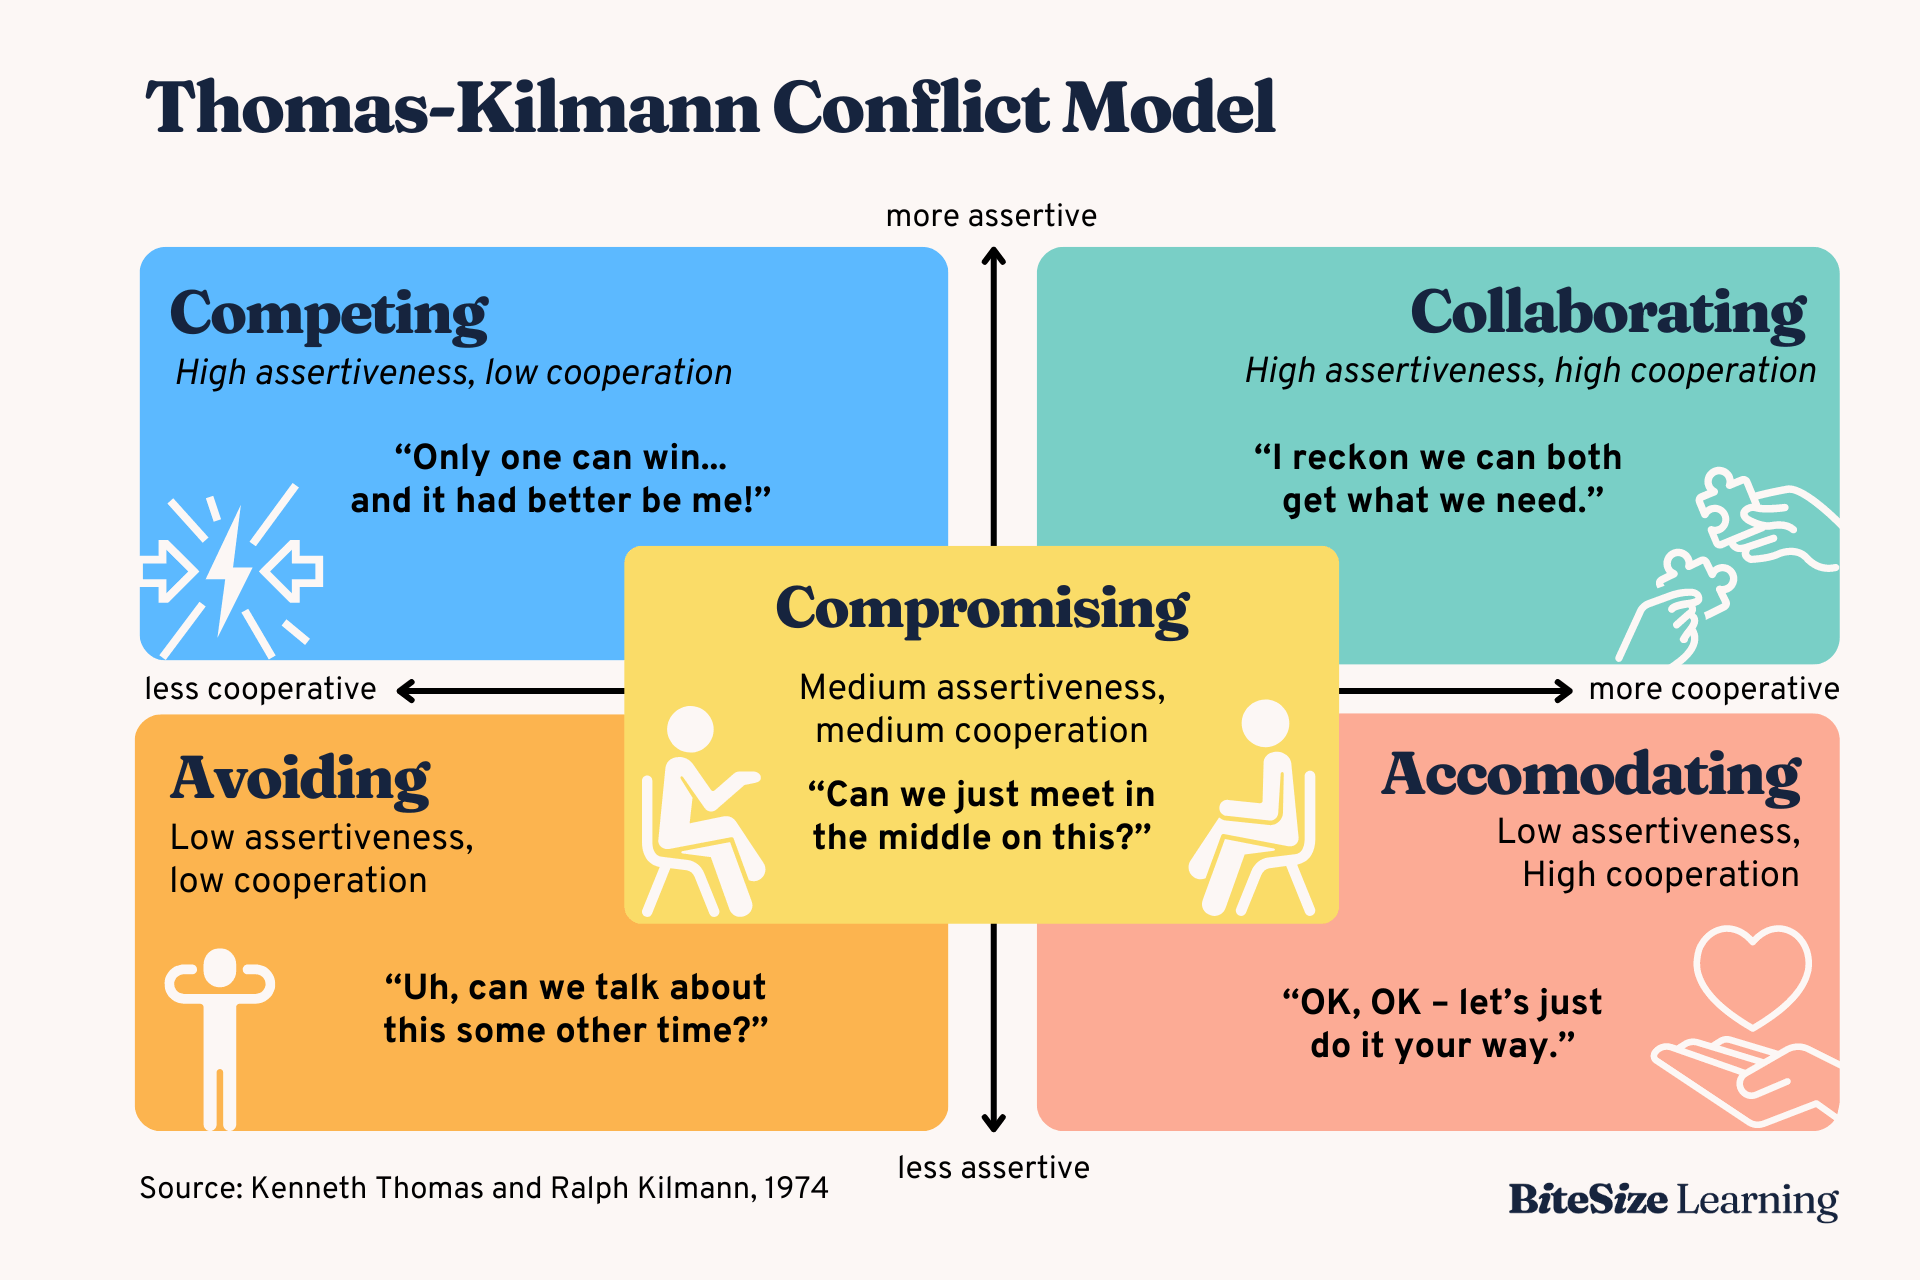 Thomas-Kilmann Conflict Model
more assertive
Competing
High assertiveness, low cooperation
“Only one can win...
and it had better be me!”
Collaborating
High assertiveness, high cooperation
“I reckon we can both
get what we need.”
Compromising
Medium assertiveness,
medium cooperation
“Can we just meet in
the middle on this?”
less cooperative
more cooperative
Avoiding
Low assertiveness,
low cooperation
“Uh, can we talk about
this some other time?”
Accomodating
Low assertiveness,
High cooperation
“OK, OK – let’s just
do it your way.”
less assertive
Source: Kenneth Thomas and Ralph Kilmann, 1974
BiteSize Learning